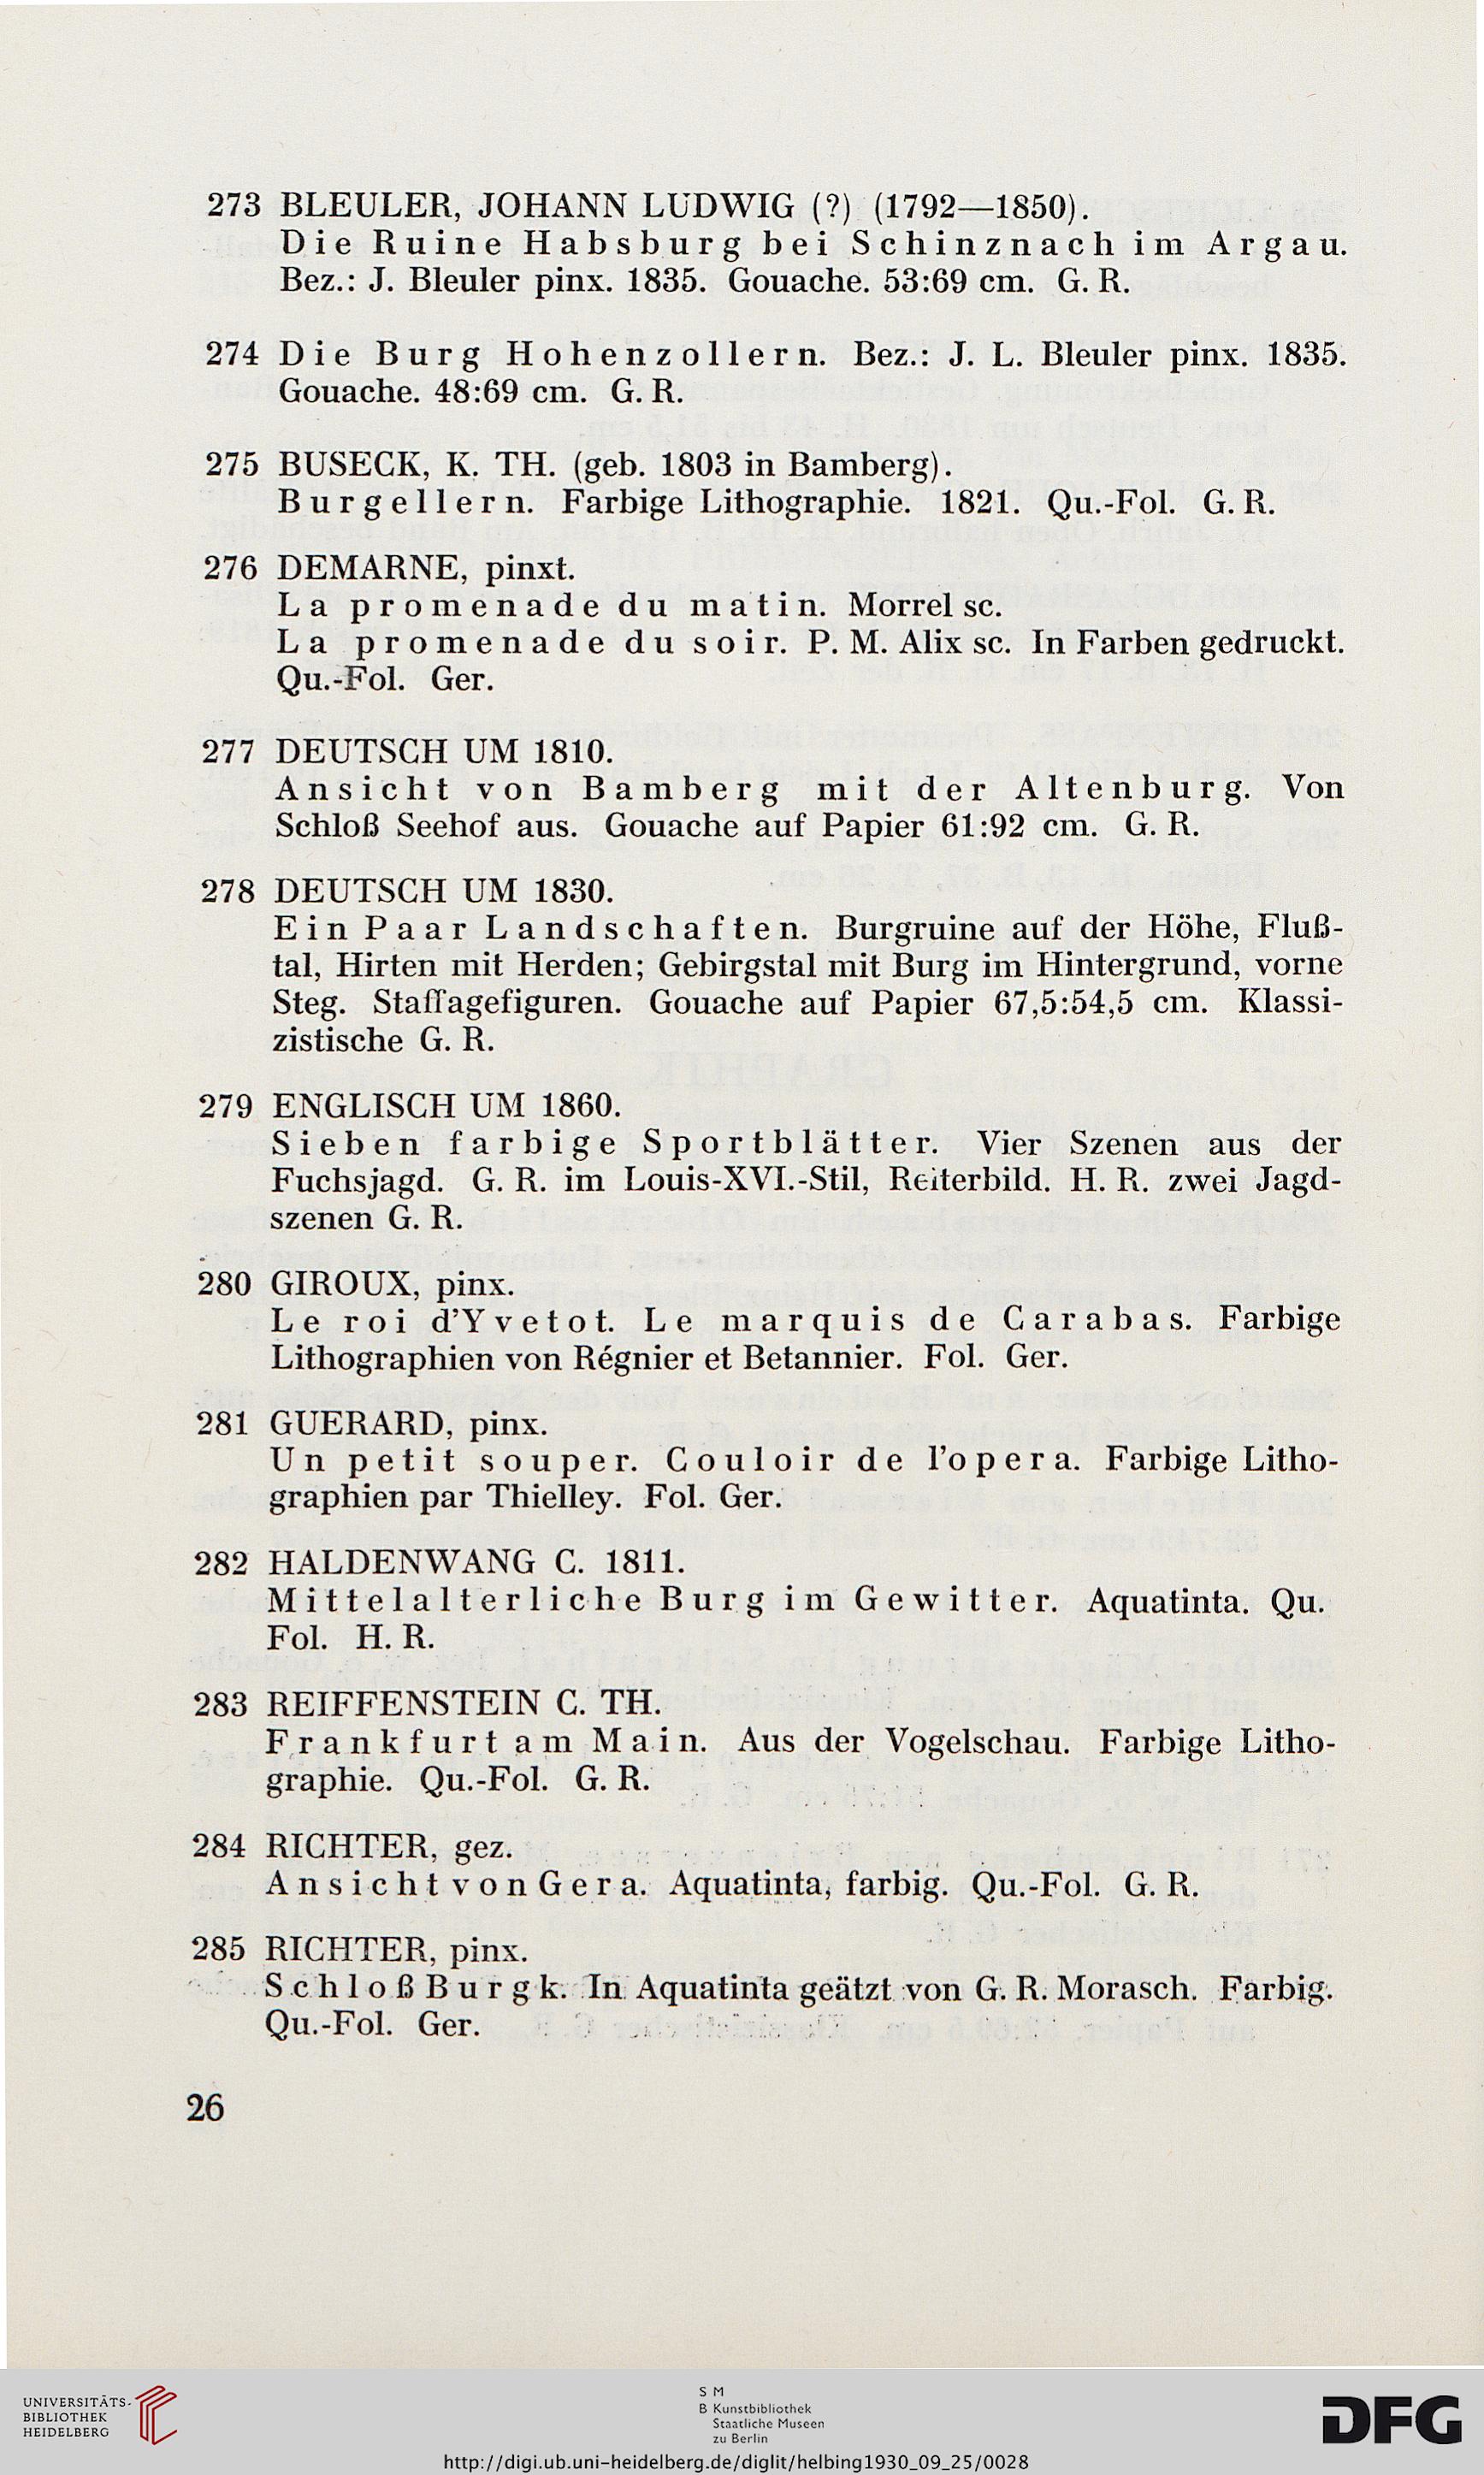 273 BLEULER, JOHANN LUDWIG (?) (1792—1850).
Die Ruine Habsburg bei Schinznach im Argau.
Bez.: J. Bleuler pinx. 1835. Gouache. 53:69 cm. G. R.
274 Die Burg Hohenzollern. Bez.: J. L. Bleuler pinx. 1835.
Gouache. 48:69 cm. G. R.
275 BUSECK, K. TH. (geb. 1803 in Bamberg).
Burgellern. Farbige Lithographie. 1821. Qu.-Fol. G. R.
276 DEMARNE, pinxt.
La promenade du matin. Morrel sc.
La promenade du soir. P. M. Alix sc. In Farben gedruckt.
Qu.-Fol. Ger.
277 DEUTSCH UM 1810.
Ansicht von Bamberg mit der Altenburg. Von
Schloß Seehof aus. Gouache auf Papier 61:92 cm. G. R.
278 DEUTSCH UM 1830.
Ein Paar Landschaften. Burgruine auf der Höhe, Fluß-
tal, Hirten mit Herden; Gebirgstal mit Burg im Hintergrund, vorne
Steg. Staffagefiguren. Gouache auf Papier 67,5:54,5 cm. Klassi-
zistische G. R.
279 ENGLISCH UM 1860.
Sieben farbige Sportblätter. Vier Szenen aus der
Fuchsjagd. G. R. im Louis-XVI.-Stil, Reiterbild. H. R. zwei Jagd-
szenen G. R.
280 GIROUX, pinx.
Le roi d'Yvetot. Le marquis de Carabas. Farbige
Lithographien von Régnier et Betannier. Fol. Ger.
281 GUERARD, pinx.
Un petit souper. Couloir de l'opera. Farbige Litho-
graphien par Thielley. Fol. Ger.
282 HALDENWANG C. 1811.
Mittelalterliche Burg im Gewitter. Aquatinta. Qu.
Fol. H. R.
283 REIFFENSTEIN C. TH.
Frankfurt am Main. Aus der Vogelschau. Farbige Litho-
graphie. Qu.-Fol. G. R.
284 RICHTER, gez.
Ansicht von Gera. Aquatinta, farbig. Qu.-Fol. G. R.
285 RICHTER, pinx.
Schloß Burgk. In Aquatinta geätzt von G. R. Morasch. Farbig.
Qu.-Fol. Ger.
26
UNIVERSITÄTS-
BIBLIOTHEK
HEIDELBERG
S M
B Kunstbibliothek
Staatliche Museen
zu Berlin
DFG
http://digi.ub.uni-heidelberg.de/diglit/helbing1930_09_25/0028